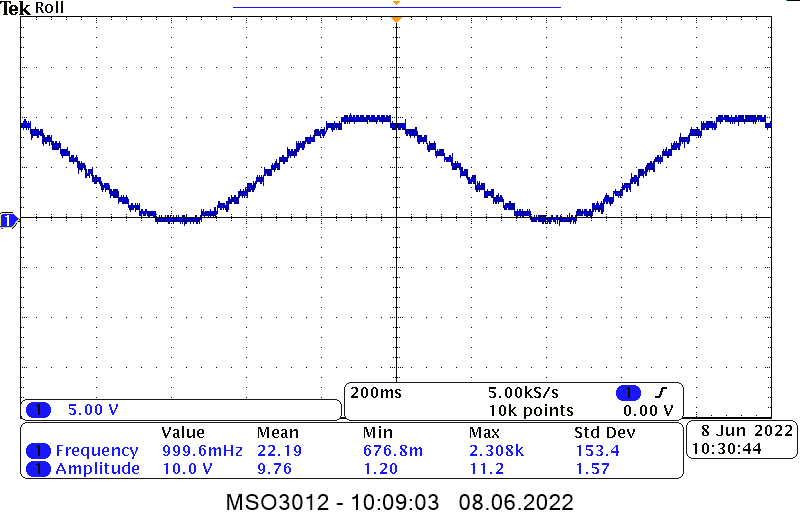 Tek Roll
1
1 5.00 V
200ms 5.00kS/s 1
10k points 0.00 V
Value Mean Min Max Std Dev
1 Frequency 999.6mHz 22.19 676.8m 2.308k 153.4
1 Amplitude 10.0 V 9.76 1.20 11.2 1.57
8 Jun 2022
10:30:44
MSO3012 - 10:09:03 08.06.2022